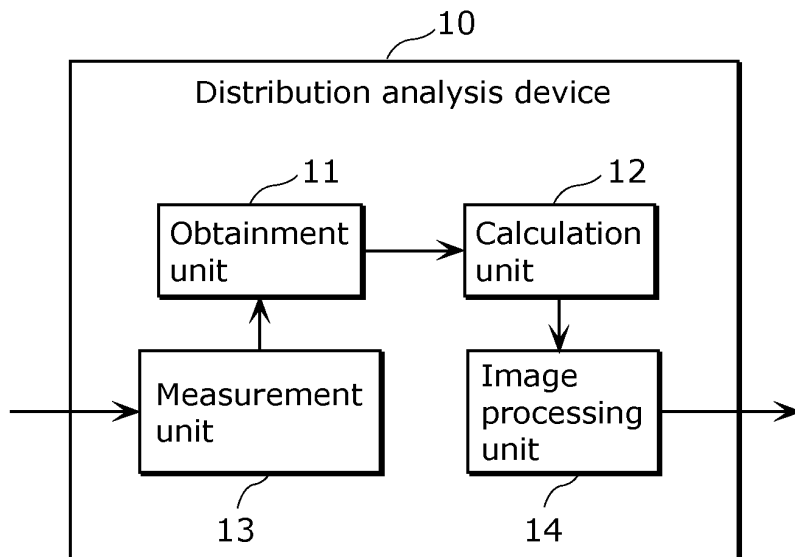 10
Distribution analysis device
11
12
Obtainment
unit
Calculation
unit
Measurement
unit
Image
processing
unit
13
14